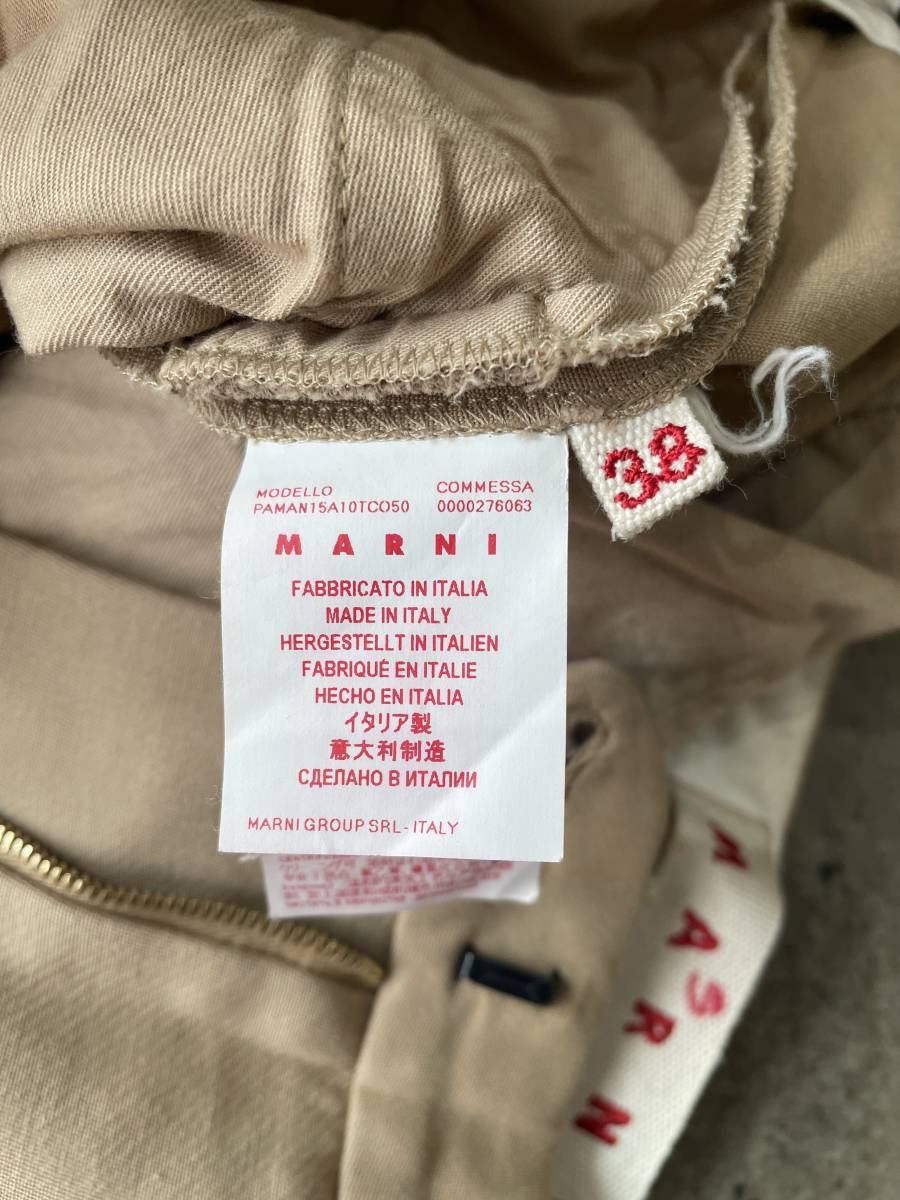 38
MODELLO COMMESSA
PAMAN15A10TCO50 0000276063
MARNI
FABBRICATO IN ITALIA
MADE IN ITALY
HERGESTELLT IN ITALIEN
FABRIQUÉ EN ITALIE
HECHO EN ITALIA
イタリア製
意大利制造
СДЕЛАНО В ИТАЛИИ
MARNI GROUP SRL - ITALY
MARN
S